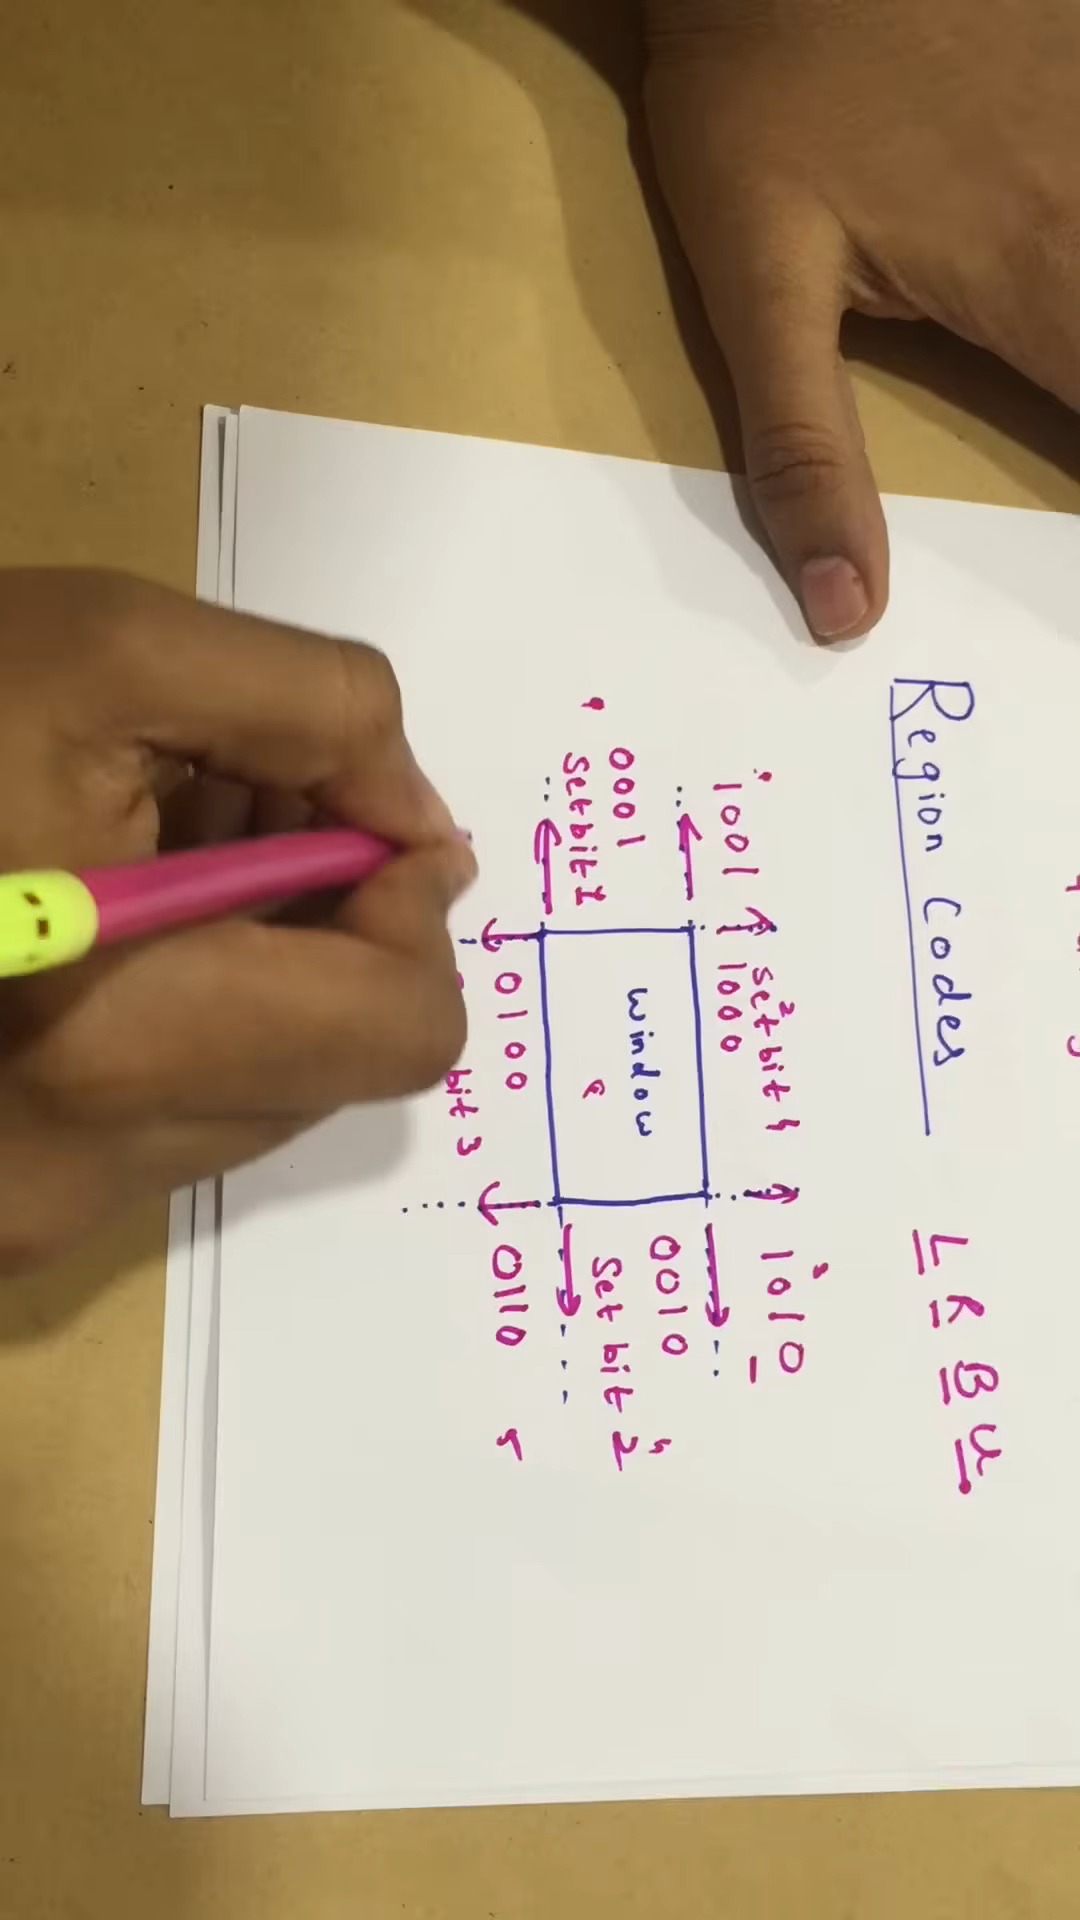 Region Codes L R B U
1001 1000 1010
set bit 4
0001 window 0010
Set bit 1 Set bit 2
0100 0110
bit 3